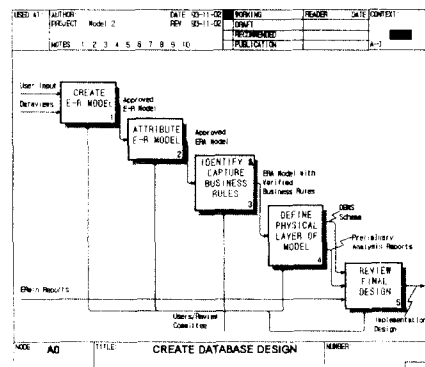 USED AT: AUTHOR: DATE 93-11-02 WORKING READER DATE CONTEXT:
PROJECT Model 2 REV 93-11-02 DRAFT
RECOMMENDED
NOTES 1 2 3 4 5 6 7 8 9 10 PUBLICATION A-0
User Input
Dataviews
CREATE
E-R MODEL
1
Approved
E-R Model
ATTRIBUTE
E-R MODEL
2
Approved
ERA Model
IDENTIFY &
CAPTURE
BUSINESS
RULES
3
ERA Model with
Verified
Business Rules
DEFINE
PHYSICAL
LAYER OF
MODEL
4
DBMS
Schema
Preliminary
Analysis Reports
REVIEW
FINAL
DESIGN
5
ERwin Reports
Users/Review
Committee
Implementation
Design
NODE A0 TITLE: CREATE DATABASE DESIGN NUMBER